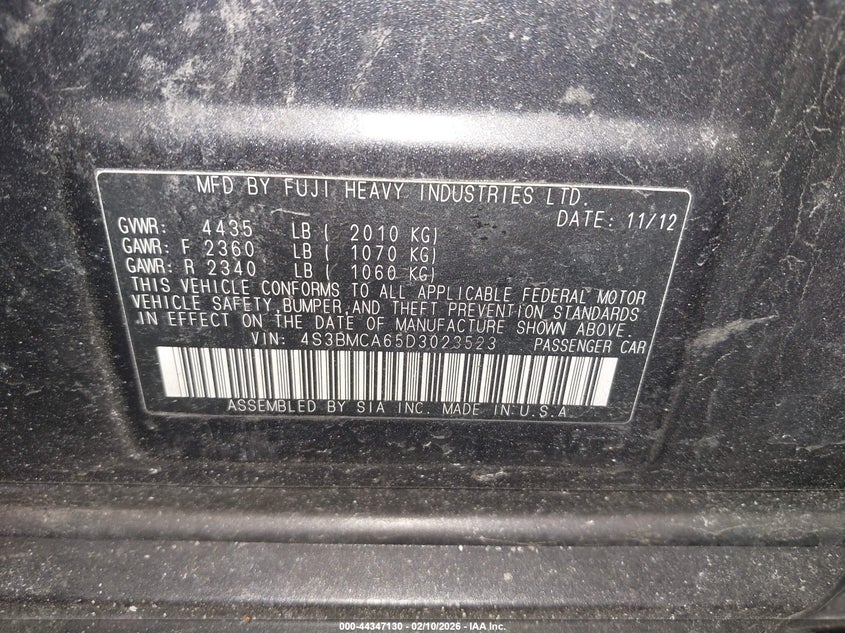 MFD BY FUJI HEAVY INDUSTRIES LTD.
DATE: 11/12
GVWR: 4435 LB ( 2010 KG)
GAWR: F 2360 LB ( 1070 KG)
GAWR: R 2340 LB ( 1060 KG)
THIS VEHICLE CONFORMS TO ALL APPLICABLE FEDERAL MOTOR
VEHICLE SAFETY, BUMPER, AND THEFT PREVENTION STANDARDS
IN EFFECT ON THE DATE OF MANUFACTURE SHOWN ABOVE.
VIN: 4S3BMCA65D3023523 PASSENGER CAR
ASSEMBLED BY SIA INC. MADE IN U.S.A.
000-44347130 - 02/10/2026 - IAA Inc.